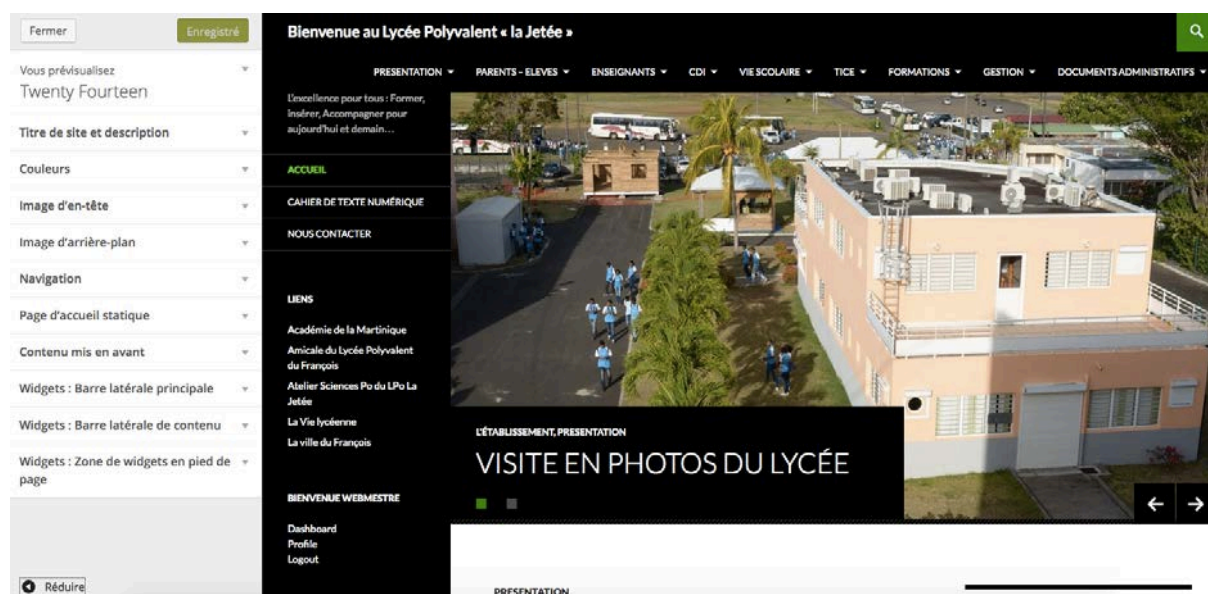 Fermer
Enregistré
Vous prévisualisez
Twenty Fourteen
Titre de site et description
Couleurs
Image d'en-tête
Image d'arrière-plan
Navigation
Page d'accueil statique
Contenu mis en avant
Widgets : Barre latérale principale
Widgets : Barre latérale de contenu
Widgets : Zone de widgets en pied de
page
Réduire
Bienvenue au Lycée Polyvalent « la Jetée »
PRESENTATION PARENTS – ELEVES ENSEIGNANTS CDI VIE SCOLAIRE TICE FORMATIONS GESTION DOCUMENTS ADMINISTRATIFS
L'excellence pour tous : Former,
insérer, Accompagner pour
aujourd'hui et demain…
ACCUEIL
CAHIER DE TEXTE NUMÉRIQUE
NOUS CONTACTER
LIENS
Académie de la Martinique
Amicale du Lycée Polyvalent
du François
Atelier Sciences Po du LPo La
Jetée
La Vie lycéenne
La ville du François
BIENVENUE WEBMESTRE
Dashboard
Profile
Logout
L'ÉTABLISSEMENT, PRESENTATION
VISITE EN PHOTOS DU LYCÉE
PRESENTATION